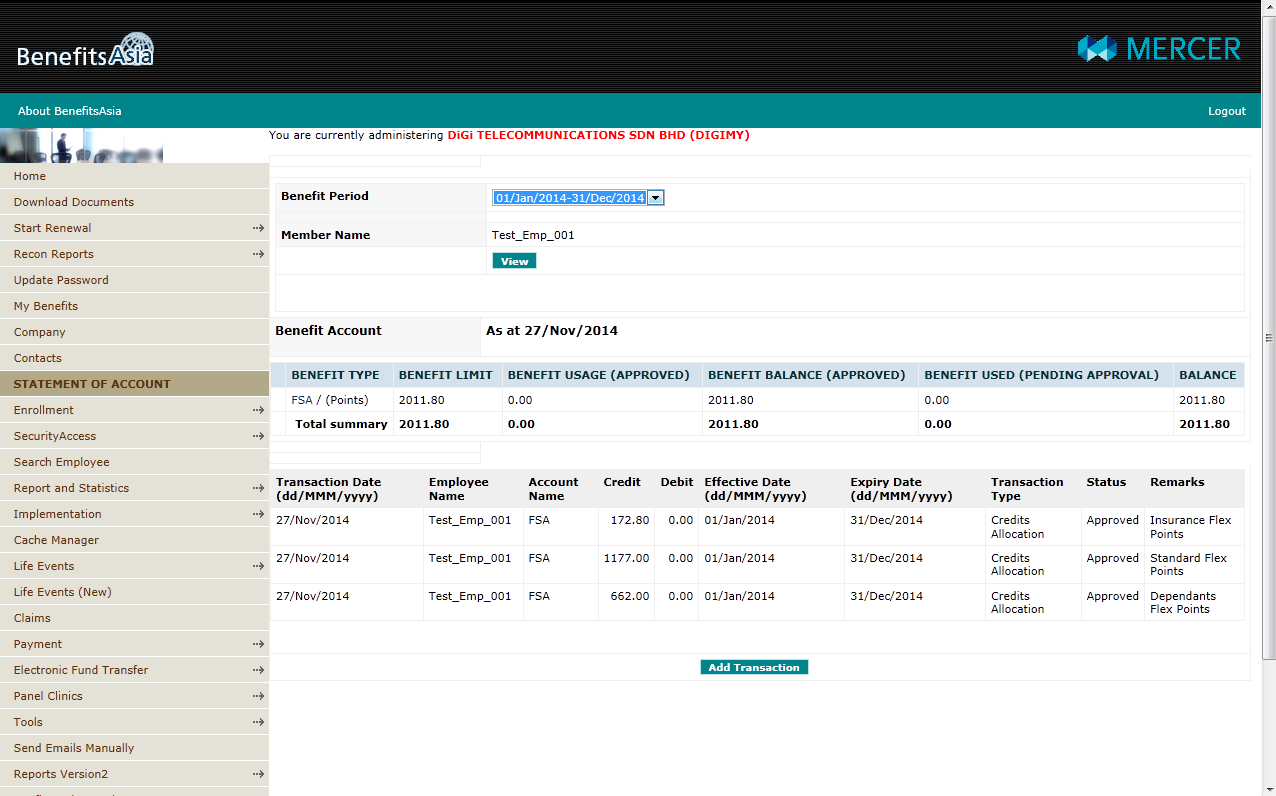 BenefitsAsia
MERCER
About BenefitsAsia
Logout
You are currently administering DiGi TELECOMMUNICATIONS SDN BHD (DIGIMY)
Home
Download Documents
Start Renewal
Recon Reports
Update Password
My Benefits
Company
Contacts
STATEMENT OF ACCOUNT
Enrollment
SecurityAccess
Search Employee
Report and Statistics
Implementation
Cache Manager
Life Events
Life Events (New)
Claims
Payment
Electronic Fund Transfer
Panel Clinics
Tools
Send Emails Manually
Reports Version2
Benefit Period 01/Jan/2014-31/Dec/2014
Member Name Test_Emp_001
View
Benefit Account As at 27/Nov/2014
BENEFIT TYPE BENEFIT LIMIT BENEFIT USAGE (APPROVED) BENEFIT BALANCE (APPROVED) BENEFIT USED (PENDING APPROVAL) BALANCE
FSA / (Points) 2011.80 0.00 2011.80 0.00 2011.80
Total summary 2011.80 0.00 2011.80 0.00 2011.80
Transaction Date Employee Account Credit Debit Effective Date Expiry Date Transaction Status Remarks
(dd/MMM/yyyy) Name Name (dd/MMM/yyyy) (dd/MMM/yyyy) Type
27/Nov/2014 Test_Emp_001 FSA 172.80 0.00 01/Jan/2014 31/Dec/2014 Credits Approved Insurance Flex
Allocation Points
27/Nov/2014 Test_Emp_001 FSA 1177.00 0.00 01/Jan/2014 31/Dec/2014 Credits Approved Standard Flex
Allocation Points
27/Nov/2014 Test_Emp_001 FSA 662.00 0.00 01/Jan/2014 31/Dec/2014 Credits Approved Dependants
Allocation Flex Points
Add Transaction